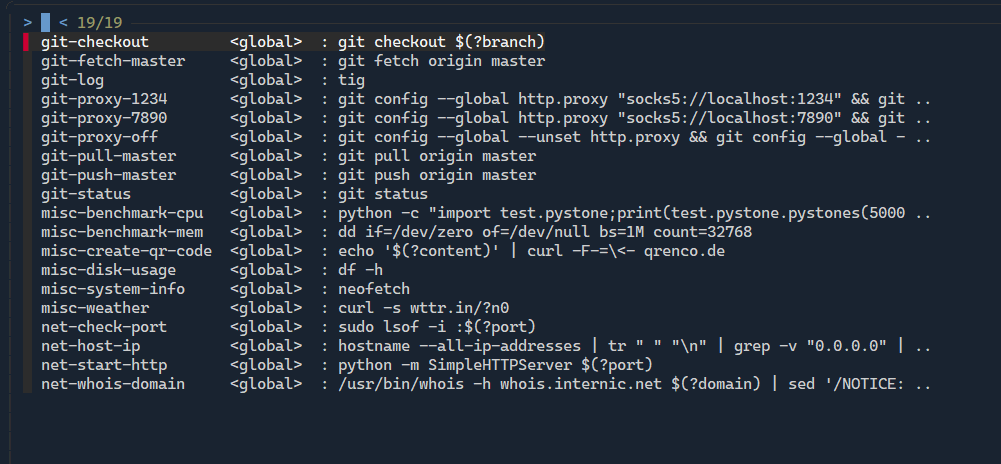 > < 19/19
git-checkout <global> : git checkout $(?branch)
git-fetch-master <global> : git fetch origin master
git-log <global> : tig
git-proxy-1234 <global> : git config --global http.proxy "socks5://localhost:1234" && git ..
git-proxy-7890 <global> : git config --global http.proxy "socks5://localhost:7890" && git ..
git-proxy-off <global> : git config --global --unset http.proxy && git config --global - ..
git-pull-master <global> : git pull origin master
git-push-master <global> : git push origin master
git-status <global> : git status
misc-benchmark-cpu <global> : python -c "import test.pystone;print(test.pystone.pystones(5000 ..
misc-benchmark-mem <global> : dd if=/dev/zero of=/dev/null bs=1M count=32768
misc-create-qr-code <global> : echo '$(?content)' | curl -F-=\<- qrenco.de
misc-disk-usage <global> : df -h
misc-system-info <global> : neofetch
misc-weather <global> : curl -s wttr.in/?n0
net-check-port <global> : sudo lsof -i :$(?port)
net-host-ip <global> : hostname --all-ip-addresses | tr " " "\n" | grep -v "0.0.0.0" | ..
net-start-http <global> : python -m SimpleHTTPServer $(?port)
net-whois-domain <global> : /usr/bin/whois -h whois.internic.net $(?domain) | sed '/NOTICE: ..